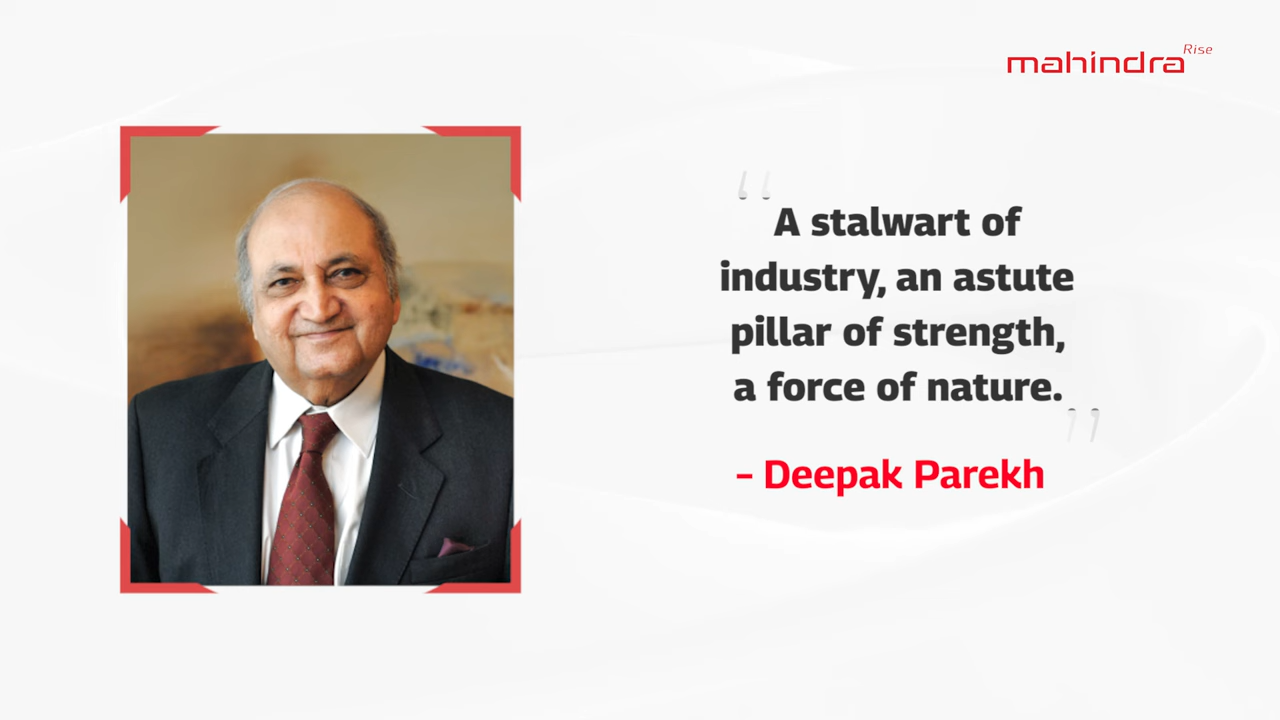 mahindra Rise
“A stalwart of
industry, an astute
pillar of strength,
a force of nature.”
– Deepak Parekh